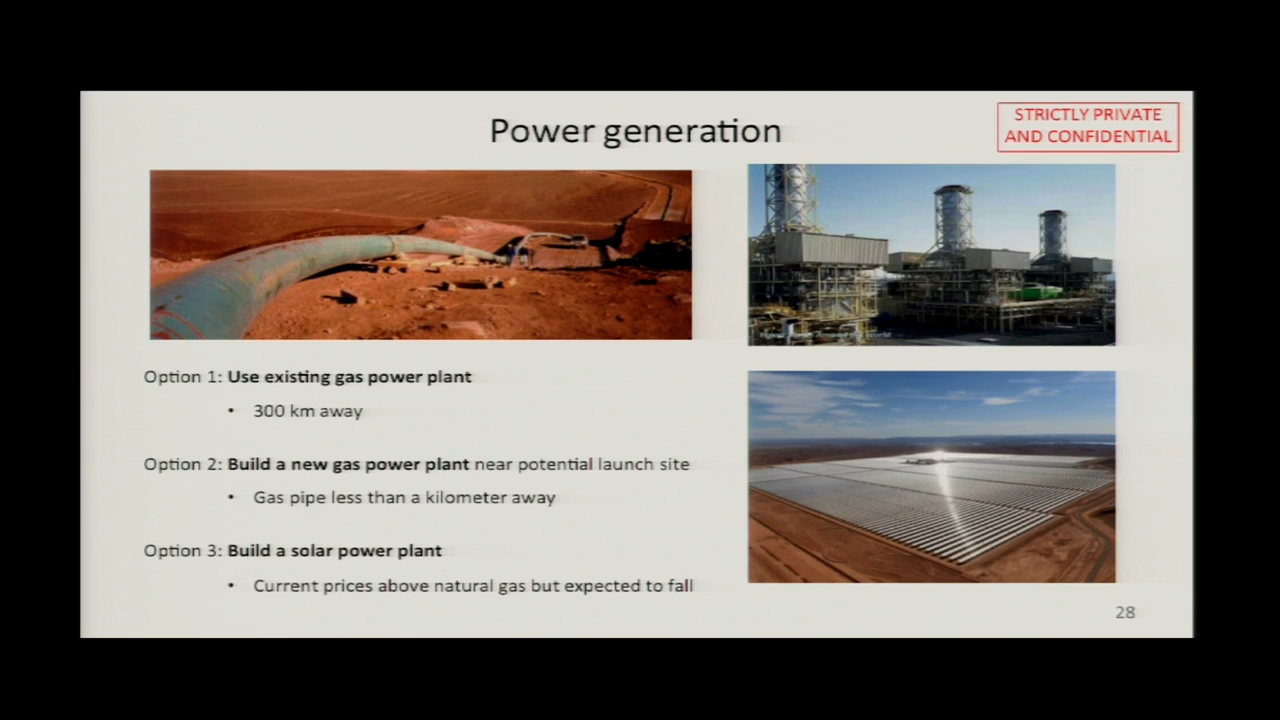 Power generation
STRICTLY PRIVATE
AND CONFIDENTIAL
Option 1: Use existing gas power plant
• 300 km away
Option 2: Build a new gas power plant near potential launch site
• Gas pipe less than a kilometer away
Option 3: Build a solar power plant
• Current prices above natural gas but expected to fall
28